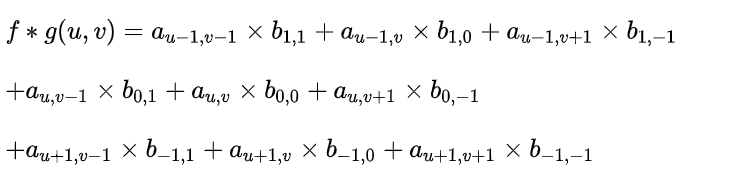 f ∗ g(u, v) = a_{u−1,v−1} × b_{1,1} + a_{u−1,v} × b_{1,0} + a_{u−1,v+1} × b_{1,−1}
+a_{u,v−1} × b_{0,1} + a_{u,v} × b_{0,0} + a_{u,v+1} × b_{0,−1}
+a_{u+1,v−1} × b_{−1,1} + a_{u+1,v} × b_{−1,0} + a_{u+1,v+1} × b_{−1,−1}